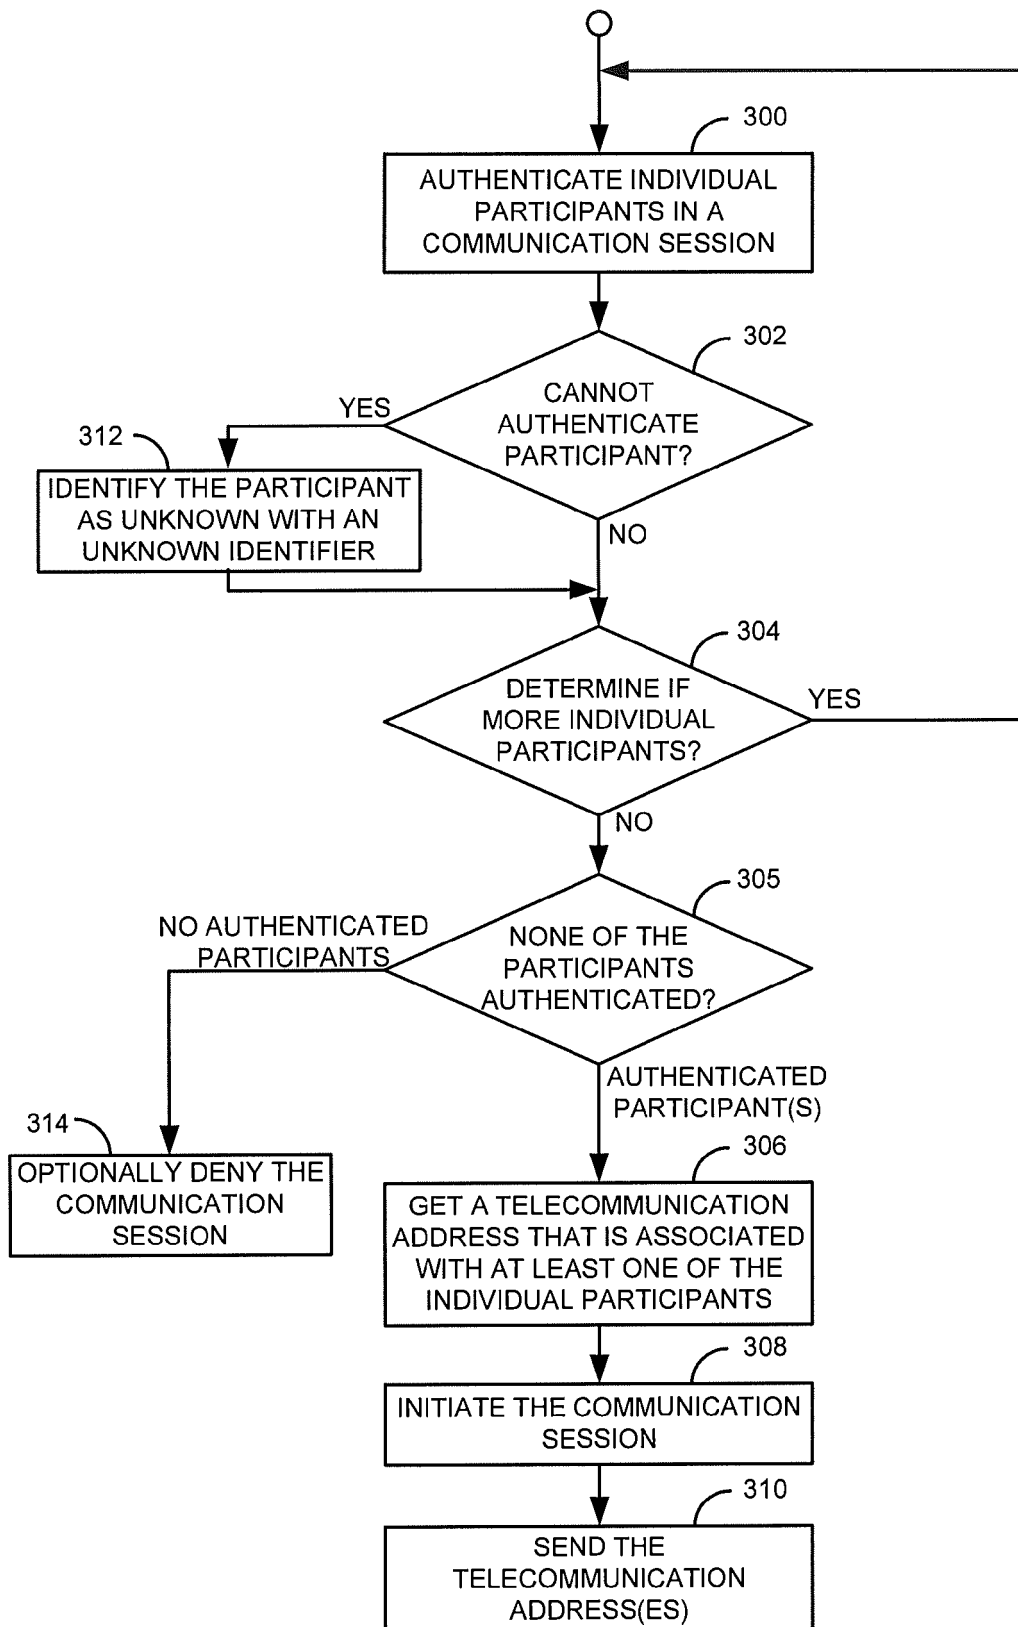 300
AUTHENTICATE INDIVIDUAL
PARTICIPANTS IN A
COMMUNICATION SESSION
302
CANNOT
AUTHENTICATE
PARTICIPANT?
YES
312
IDENTIFY THE PARTICIPANT
AS UNKNOWN WITH AN
UNKNOWN IDENTIFIER
NO
304
DETERMINE IF
MORE INDIVIDUAL
PARTICIPANTS?
YES
NO
305
NONE OF THE
PARTICIPANTS
AUTHENTICATED?
NO AUTHENTICATED
PARTICIPANTS
314
OPTIONALLY DENY THE
COMMUNICATION
SESSION
AUTHENTICATED
PARTICIPANT(S)
306
GET A TELECOMMUNICATION
ADDRESS THAT IS ASSOCIATED
WITH AT LEAST ONE OF THE
INDIVIDUAL PARTICIPANTS
308
INITIATE THE COMMUNICATION
SESSION
310
SEND THE
TELECOMMUNICATION
ADDRESS(ES)